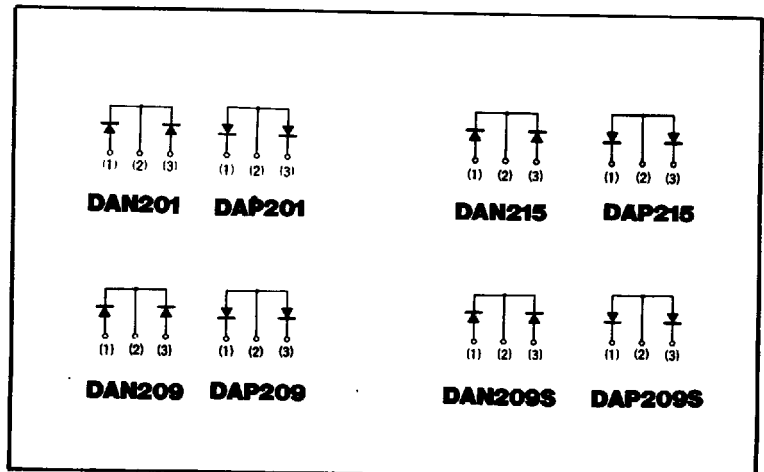 (1) (2) (3) (1) (2) (3) (1) (2) (3) (1) (2) (3)
DAN201 DAP201 DAN215 DAP215
(1) (2) (3) (1) (2) (3) (1) (2) (3) (1) (2) (3)
DAN209 DAP209 DAN209S DAP209S